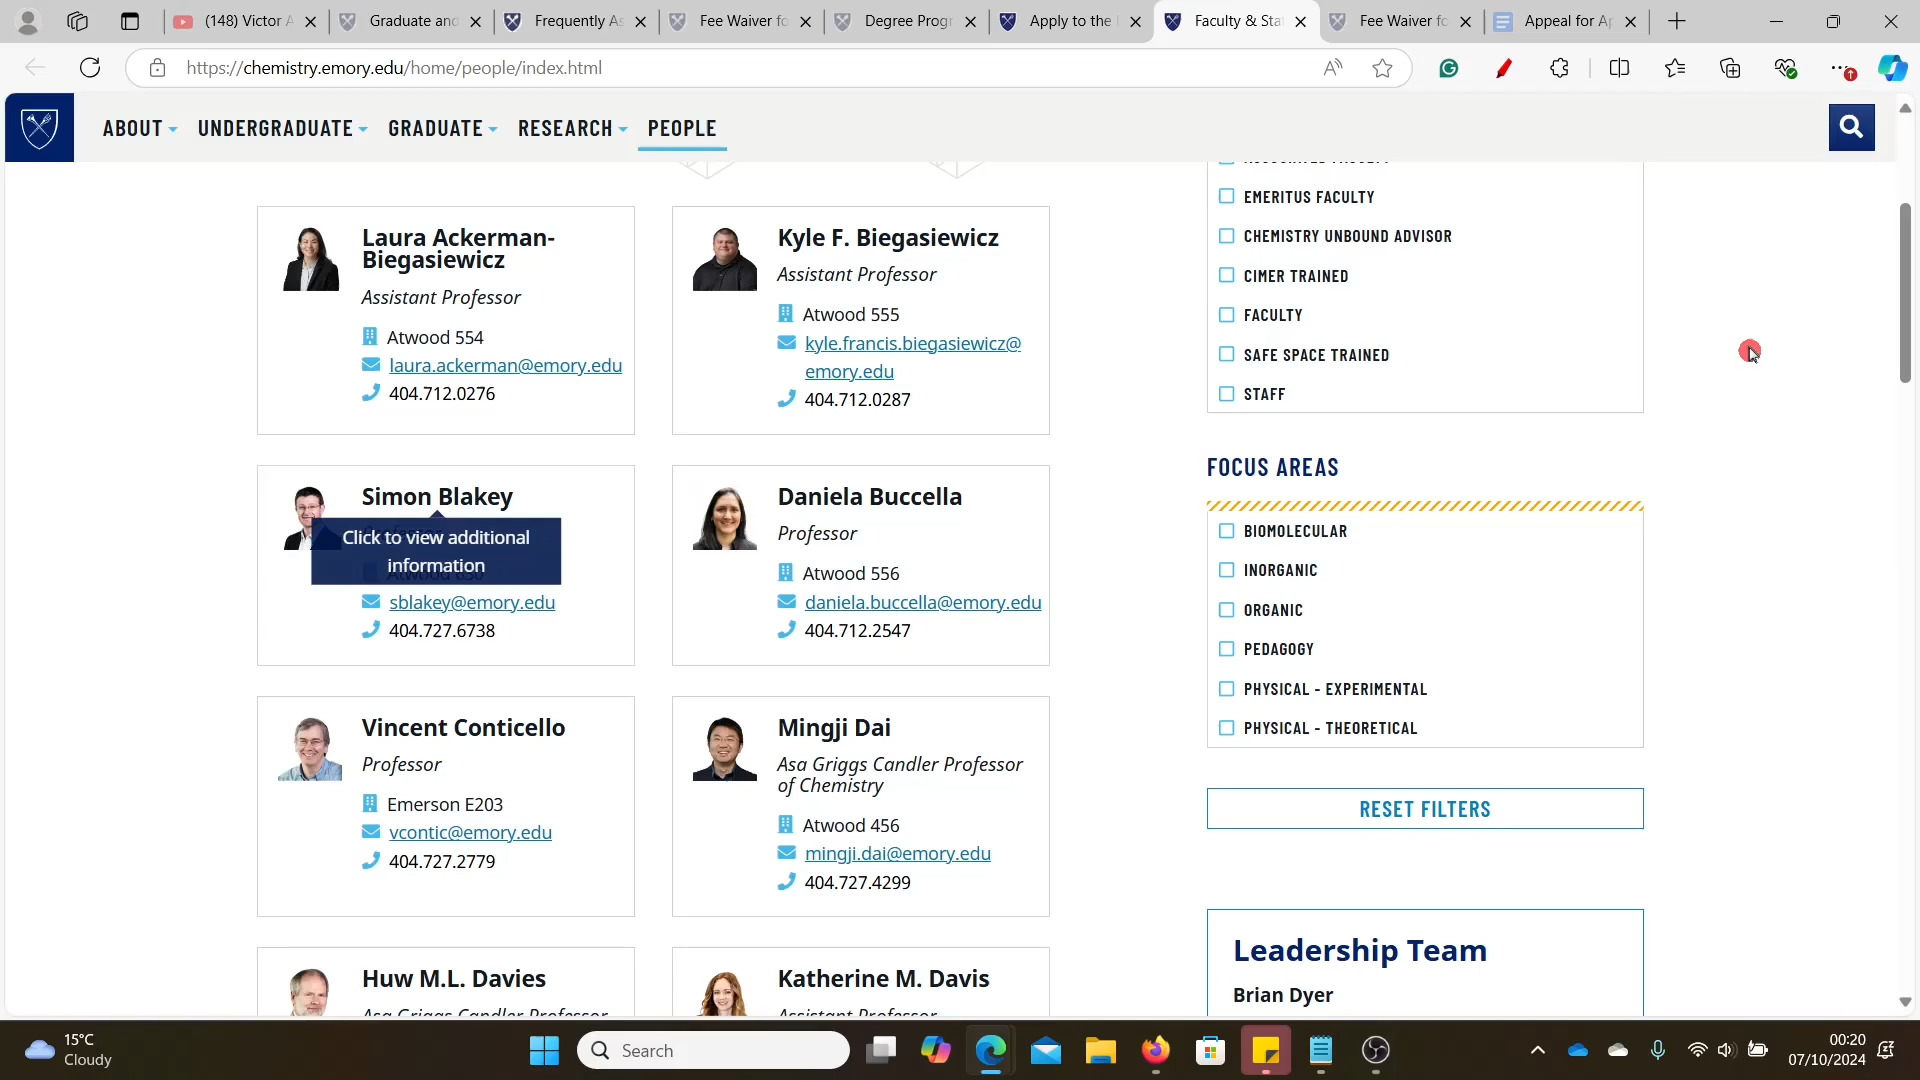 (148) Victor A
Graduate and
Frequently As
Fee Waiver fo
Degree Progr
Apply to the
Faculty & Sta
Fee Waiver fo
Appeal for Ap
https://chemistry.emory.edu/home/people/index.html
ABOUT
UNDERGRADUATE
GRADUATE
RESEARCH
PEOPLE
Laura Ackerman-
Biegasiewicz
Assistant Professor
Atwood 554
laura.ackerman@emory.edu
404.712.0276
Kyle F. Biegasiewicz
Assistant Professor
Atwood 555
kyle.francis.biegasiewicz@
emory.edu
404.712.0287
Simon Blakey
Click to view additional
information
sblakey@emory.edu
404.727.6738
Daniela Buccella
Professor
Atwood 556
daniela.buccella@emory.edu
404.712.2547
Vincent Conticello
Professor
Emerson E203
vcontic@emory.edu
404.727.2779
Mingji Dai
Asa Griggs Candler Professor
of Chemistry
Atwood 456
mingji.dai@emory.edu
404.727.4299
Huw M.L. Davies
Asa Griggs Candler Professor
Katherine M. Davis
Assistant Professor
EMERITUS FACULTY
CHEMISTRY UNBOUND ADVISOR
CIMER TRAINED
FACULTY
SAFE SPACE TRAINED
STAFF
FOCUS AREAS
BIOMOLECULAR
INORGANIC
ORGANIC
PEDAGOGY
PHYSICAL - EXPERIMENTAL
PHYSICAL - THEORETICAL
RESET FILTERS
Leadership Team
Brian Dyer
15°C
Cloudy
Search
00:20
07/10/2024